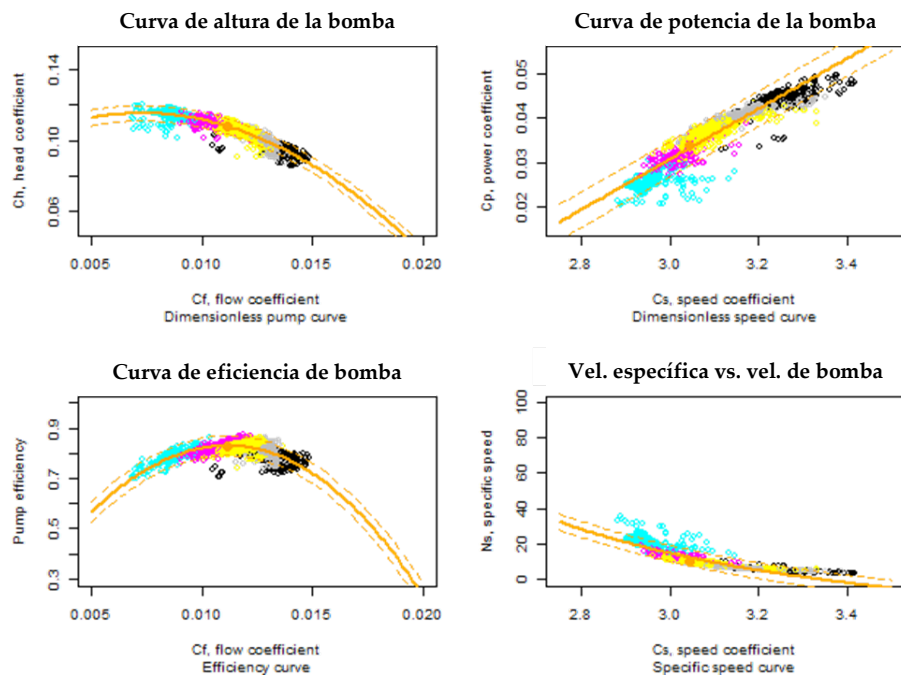 Curva de altura de la bomba
Ch, head coefficient
0.06
0.10
0.14
0.005
0.010
0.015
0.020
Cf, flow coefficient
Dimensionless pump curve
Curva de potencia de la bomba
Cp, power coefficient
0.02
0.03
0.04
0.05
2.8
3.0
3.2
3.4
Cs, speed coefficient
Dimensionless speed curve
Curva de eficiencia de bomba
Pump efficiency
0.3
0.5
0.7
0.9
0.005
0.010
0.015
0.020
Cf, flow coefficient
Efficiency curve
Vel. específica vs. vel. de bomba
Ns, specific speed
0
20
40
60
80
100
2.8
3.0
3.2
3.4
Cs, speed coefficient
Specific speed curve